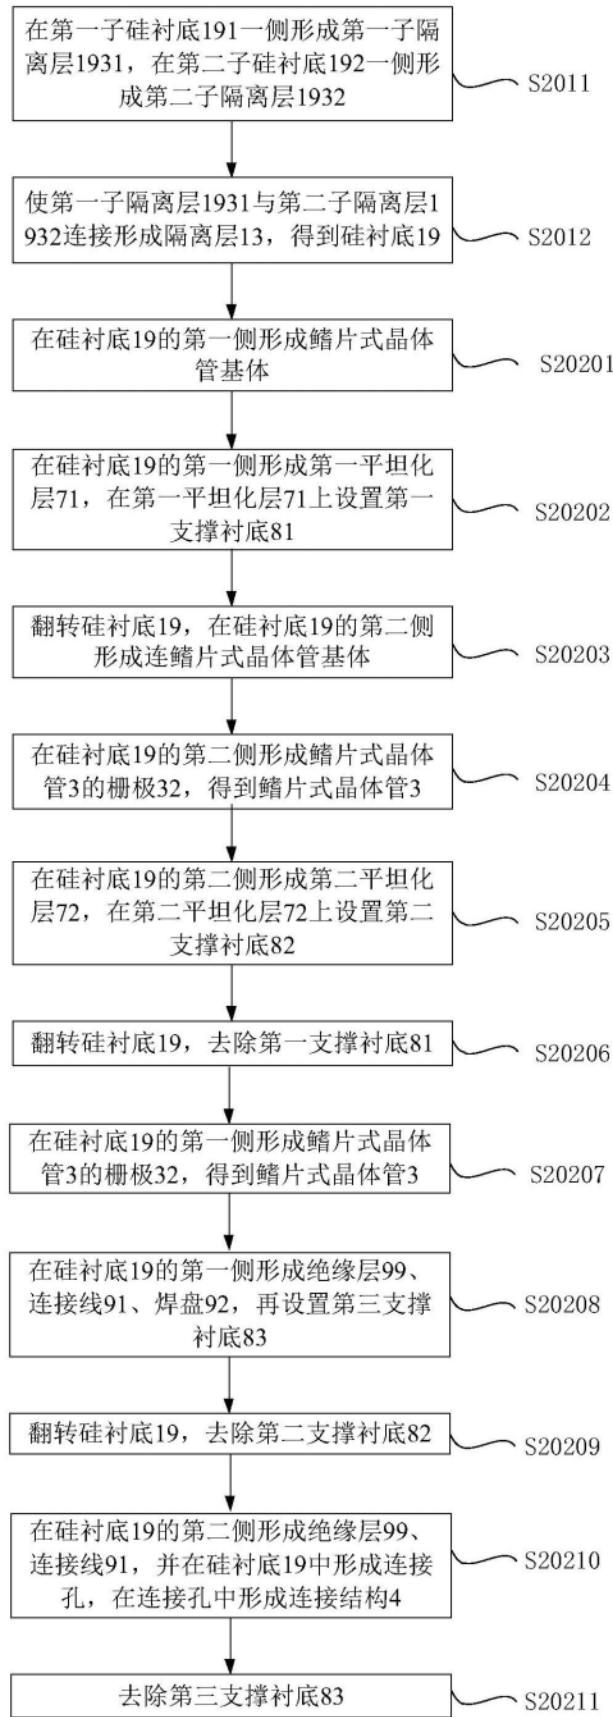 在第一子硅衬底191一侧形成第一子隔
离层1931，在第二子硅衬底192一侧形
成第二子隔离层1932
S2011
使第一子隔离层1931与第二子隔离层1
932连接形成隔离层13，得到硅衬底19
S2012
在硅衬底19的第一侧形成鳍片式晶体
管基体
S20201
在硅衬底19的第一侧形成第一平坦化
层71，在第一平坦化层71上设置第一
支撑衬底81
S20202
翻转硅衬底19，在硅衬底19的第二侧
形成连鳍片式晶体管基体
S20203
在硅衬底19的第二侧形成鳍片式晶体
管3的栅极32，得到鳍片式晶体管3
S20204
在硅衬底19的第二侧形成第二平坦化
层72，在第二平坦化层72上设置第二
支撑衬底82
S20205
翻转硅衬底19，去除第一支撑衬底81
S20206
在硅衬底19的第一侧形成鳍片式晶体
管3的栅极32，得到鳍片式晶体管3
S20207
在硅衬底19的第一侧形成绝缘层99、
连接线91、焊盘92，再设置第三支撑
衬底83
S20208
翻转硅衬底19，去除第二支撑衬底82
S20209
在硅衬底19的第二侧形成绝缘层99、
连接线91，并在硅衬底19中形成连接
孔，在连接孔中形成连接结构4
S20210
去除第三支撑衬底83
S20211